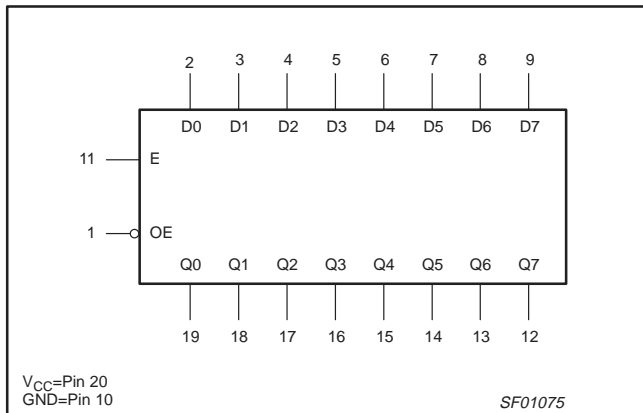 2 3 4 5 6 7 8 9
D0 D1 D2 D3 D4 D5 D6 D7
11 E
1 OE
Q0 Q1 Q2 Q3 Q4 Q5 Q6 Q7
19 18 17 16 15 14 13 12
VCC=Pin 20
GND=Pin 10
SF01075